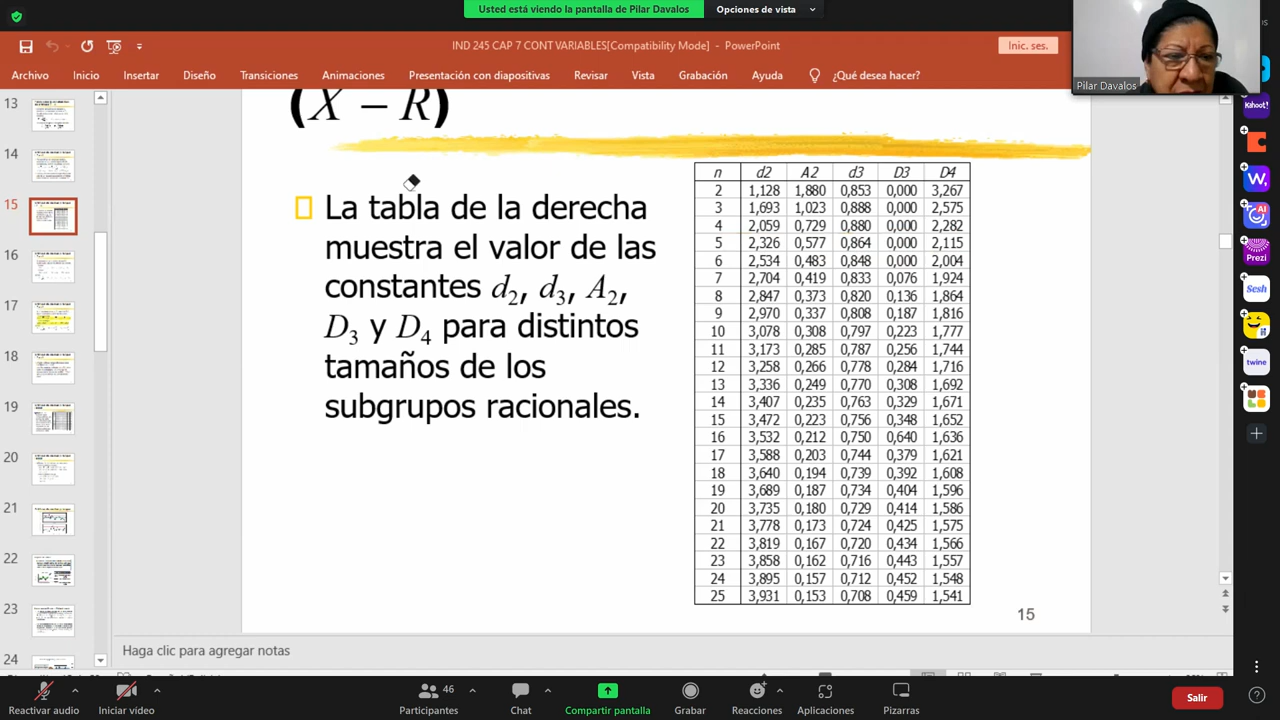 Usted está viendo la pantalla de Pilar Davalos
Opciones de vista
IND 245 CAP 7 CONT VARIABLES[Compatibility Mode] - PowerPoint
Inic. ses.
Archivo Inicio Insertar Diseño Transiciones Animaciones Presentación con diapositivas Revisar Vista Grabación Ayuda ¿Qué desea hacer?
Pilar Davalos
13
14
15
16
17
18
19
20
21
22
23
24
(X − R)
La tabla de la derecha
muestra el valor de las
constantes d2, d3, A2,
D3 y D4 para distintos
tamaños de los
subgrupos racionales.
n d2 A2 d3 D3 D4
2 1,128 1,880 0,853 0,000 3,267
3 1,693 1,023 0,888 0,000 2,575
4 2,059 0,729 0,880 0,000 2,282
5 2,326 0,577 0,864 0,000 2,115
6 2,534 0,483 0,848 0,000 2,004
7 2,704 0,419 0,833 0,076 1,924
8 2,847 0,373 0,820 0,136 1,864
9 2,970 0,337 0,808 0,187 1,816
10 3,078 0,308 0,797 0,223 1,777
11 3,173 0,285 0,787 0,256 1,744
12 3,258 0,266 0,778 0,284 1,716
13 3,336 0,249 0,770 0,308 1,692
14 3,407 0,235 0,763 0,329 1,671
15 3,472 0,223 0,756 0,348 1,652
16 3,532 0,212 0,750 0,640 1,636
17 3,588 0,203 0,744 0,379 1,621
18 3,640 0,194 0,739 0,392 1,608
19 3,689 0,187 0,734 0,404 1,596
20 3,735 0,180 0,729 0,414 1,586
21 3,778 0,173 0,724 0,425 1,575
22 3,819 0,167 0,720 0,434 1,566
23 3,858 0,162 0,716 0,443 1,557
24 3,895 0,157 0,712 0,452 1,548
25 3,931 0,153 0,708 0,459 1,541
15
Haga clic para agregar notas
Kahoot!
W,
AI
Prezi
Sesh
twine
Reactivar audio
Iniciar video
46
Participantes
Chat
Compartir pantalla
Grabar
Reacciones
Aplicaciones
Pizarras
Salir